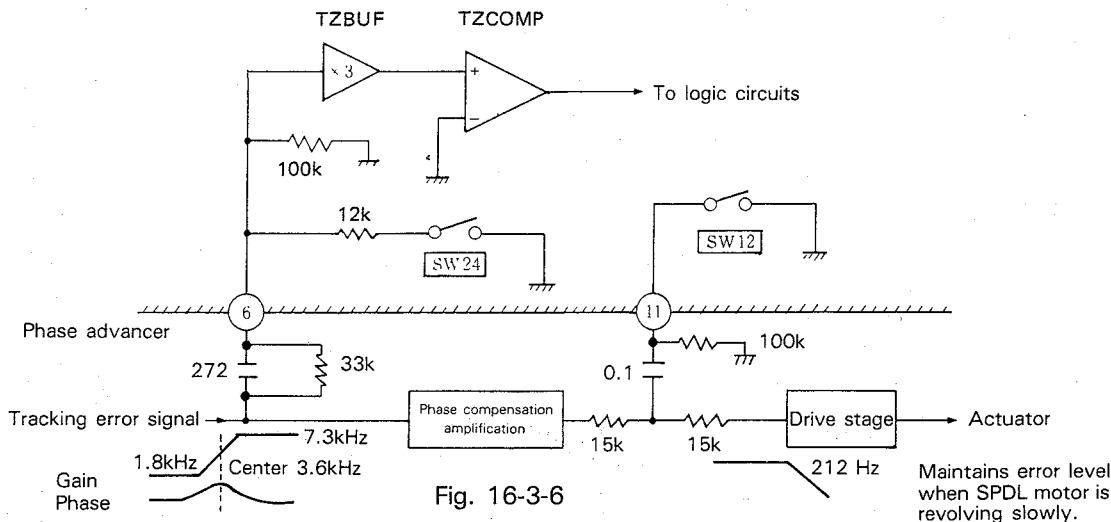 TZBUF
TZCOMP
× 3
+
−
To logic circuits
100k
12k
SW24
SW12
6
11
Phase advancer
272
33k
0.1
100k
Tracking error signal
Phase compensation
amplification
15k
15k
Drive stage
Actuator
7.3kHz
1.8kHz
Center 3.6kHz
212 Hz
Gain
Phase
Fig. 16-3-6
Maintains error level
when SPDL motor is
revolving slowly.